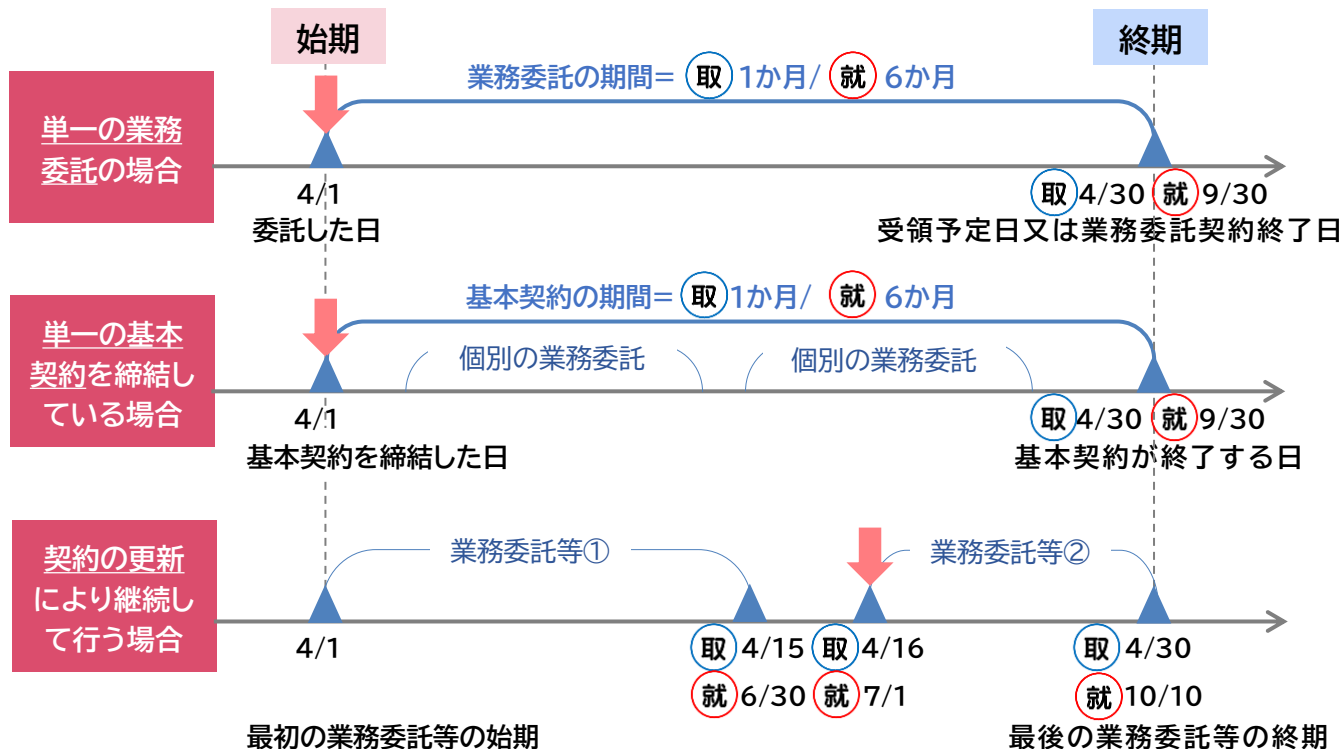 始期
終期
単一の業務
委託の場合
業務委託の期間= 取 1か月/ 就 6か月
4/1
委託した日
取 4/30 就 9/30
受領予定日又は業務委託契約終了日
単一の基本
契約を締結し
ている場合
基本契約の期間= 取 1か月/ 就 6か月
個別の業務委託
個別の業務委託
4/1
基本契約を締結した日
取 4/30 就 9/30
基本契約が終了する日
契約の更新
により継続し
て行う場合
業務委託等①
業務委託等②
4/1
取 4/15 取 4/16
就 6/30 就 7/1
取 4/30
就 10/10
最初の業務委託等の始期
最後の業務委託等の終期